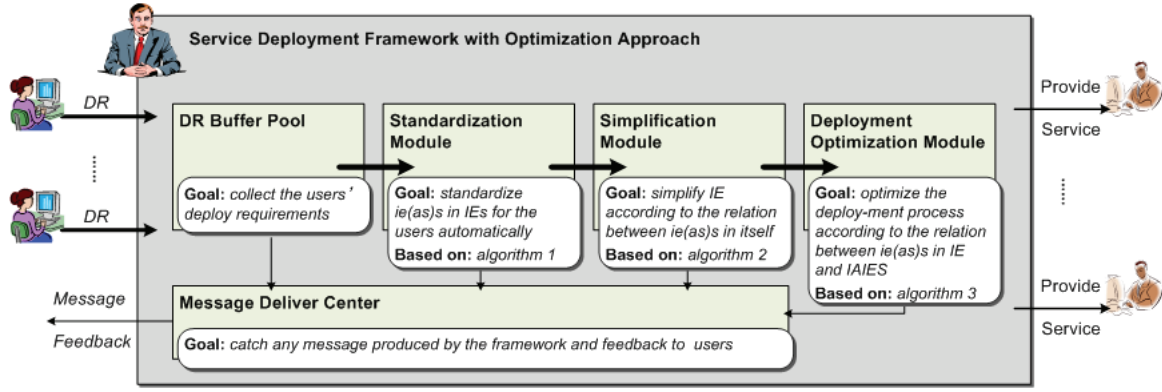 Service Deployment Framework with Optimization Approach
DR
......
DR
DR Buffer Pool
Goal: collect the users'
deploy requirements
Standardization
Module
Goal: standardize
ie(as)s in IEs for the
users automatically
Based on: algorithm 1
Simplification
Module
Goal: simplify IE
according to the relation
between ie(as)s in itself
Based on: algorithm 2
Deployment
Optimization Module
Goal: optimize the
deploy-ment process
according to the relation
between ie(as)s in IE
and IAIES
Based on: algorithm 3
Provide
Service
......
Provide
Service
Message
Feedback
Message Deliver Center
Goal: catch any message produced by the framework and feedback to users